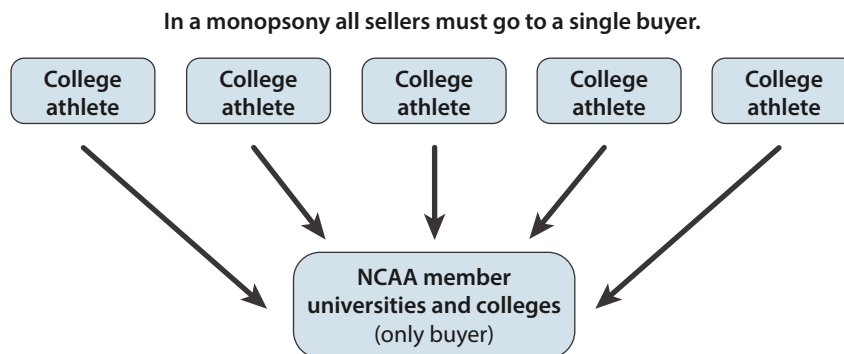 In a monopsony all sellers must go to a single buyer.
College
athlete
College
athlete
College
athlete
College
athlete
College
athlete
NCAA member
universities and colleges
(only buyer)